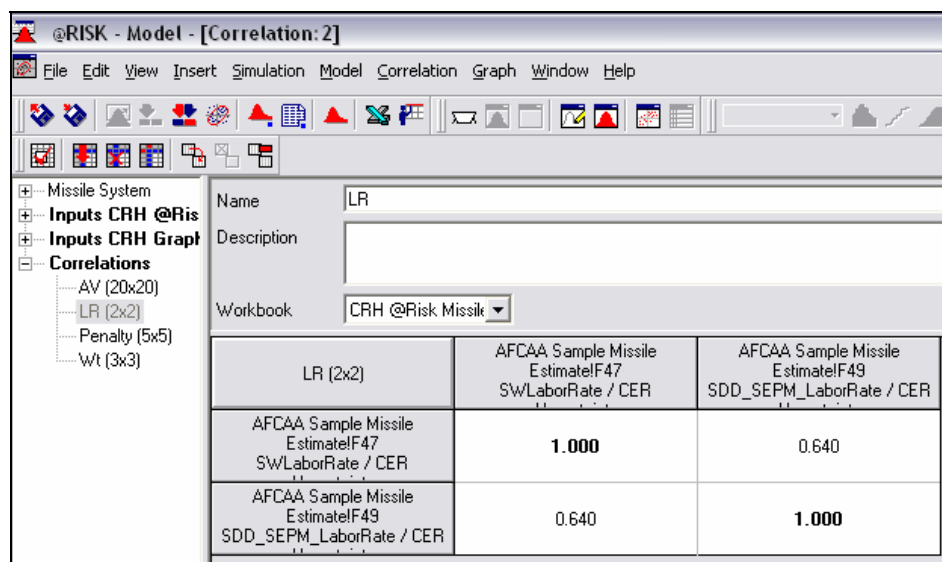 @RISK - Model - [Correlation: 2]
File Edit View Insert Simulation Model Correlation Graph Window Help
Missile System
Inputs CRH @Ris
Inputs CRH Graph
Correlations
AV (20x20)
LR (2x2)
Penalty (5x5)
Wt (3x3)
Name LR
Description
Workbook CRH @Risk Missile
LR (2x2)
AFCAA Sample Missile
Estimate!F47
SWLaborRate / CER
AFCAA Sample Missile
Estimate!F49
SDD_SEPM_LaborRate / CER
AFCAA Sample Missile
Estimate!F47
SWLaborRate / CER
1.000 0.640
AFCAA Sample Missile
Estimate!F49
SDD_SEPM_LaborRate / CER
0.640 1.000